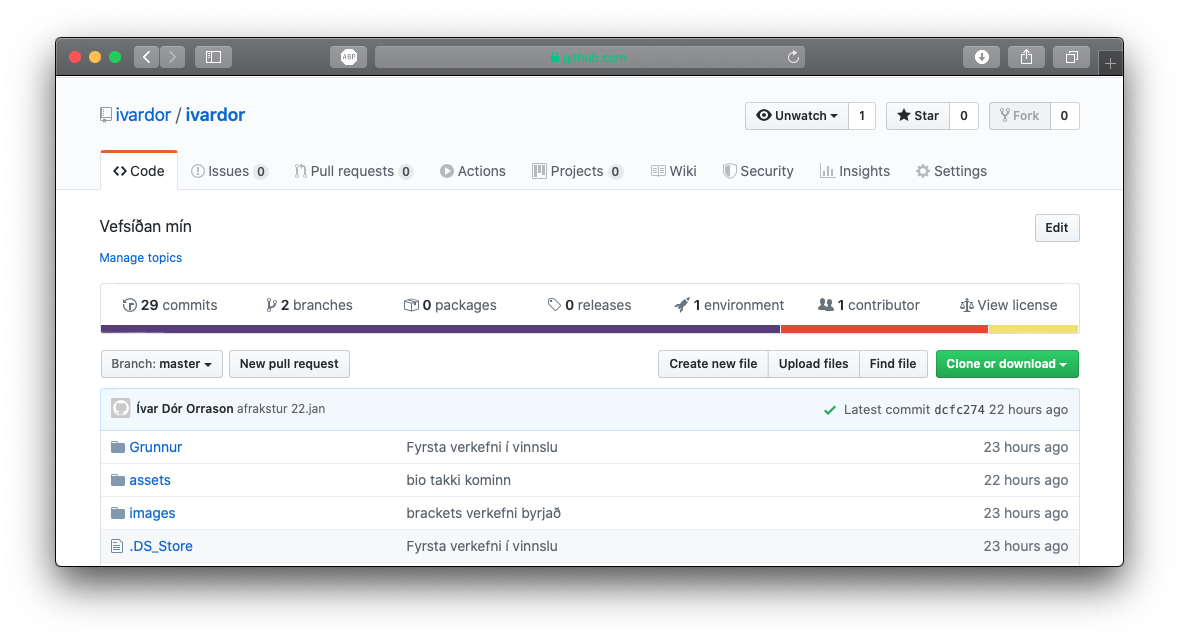 ABP github.com
ivardor / ivardor Unwatch 1 Star 0 Fork 0
Code Issues 0 Pull requests 0 Actions Projects 0 Wiki Security Insights Settings
Vefsíðan mín Edit
Manage topics
29 commits 2 branches 0 packages 0 releases 1 environment 1 contributor View license
Branch: master New pull request Create new file Upload files Find file Clone or download
Ívar Dór Orrason afrakstur 22.jan Latest commit dcfc274 22 hours ago
Grunnur Fyrsta verkefni í vinnslu 23 hours ago
assets bio takki kominn 22 hours ago
images brackets verkefni byrjað 23 hours ago
.DS_Store Fyrsta verkefni í vinnslu 23 hours ago